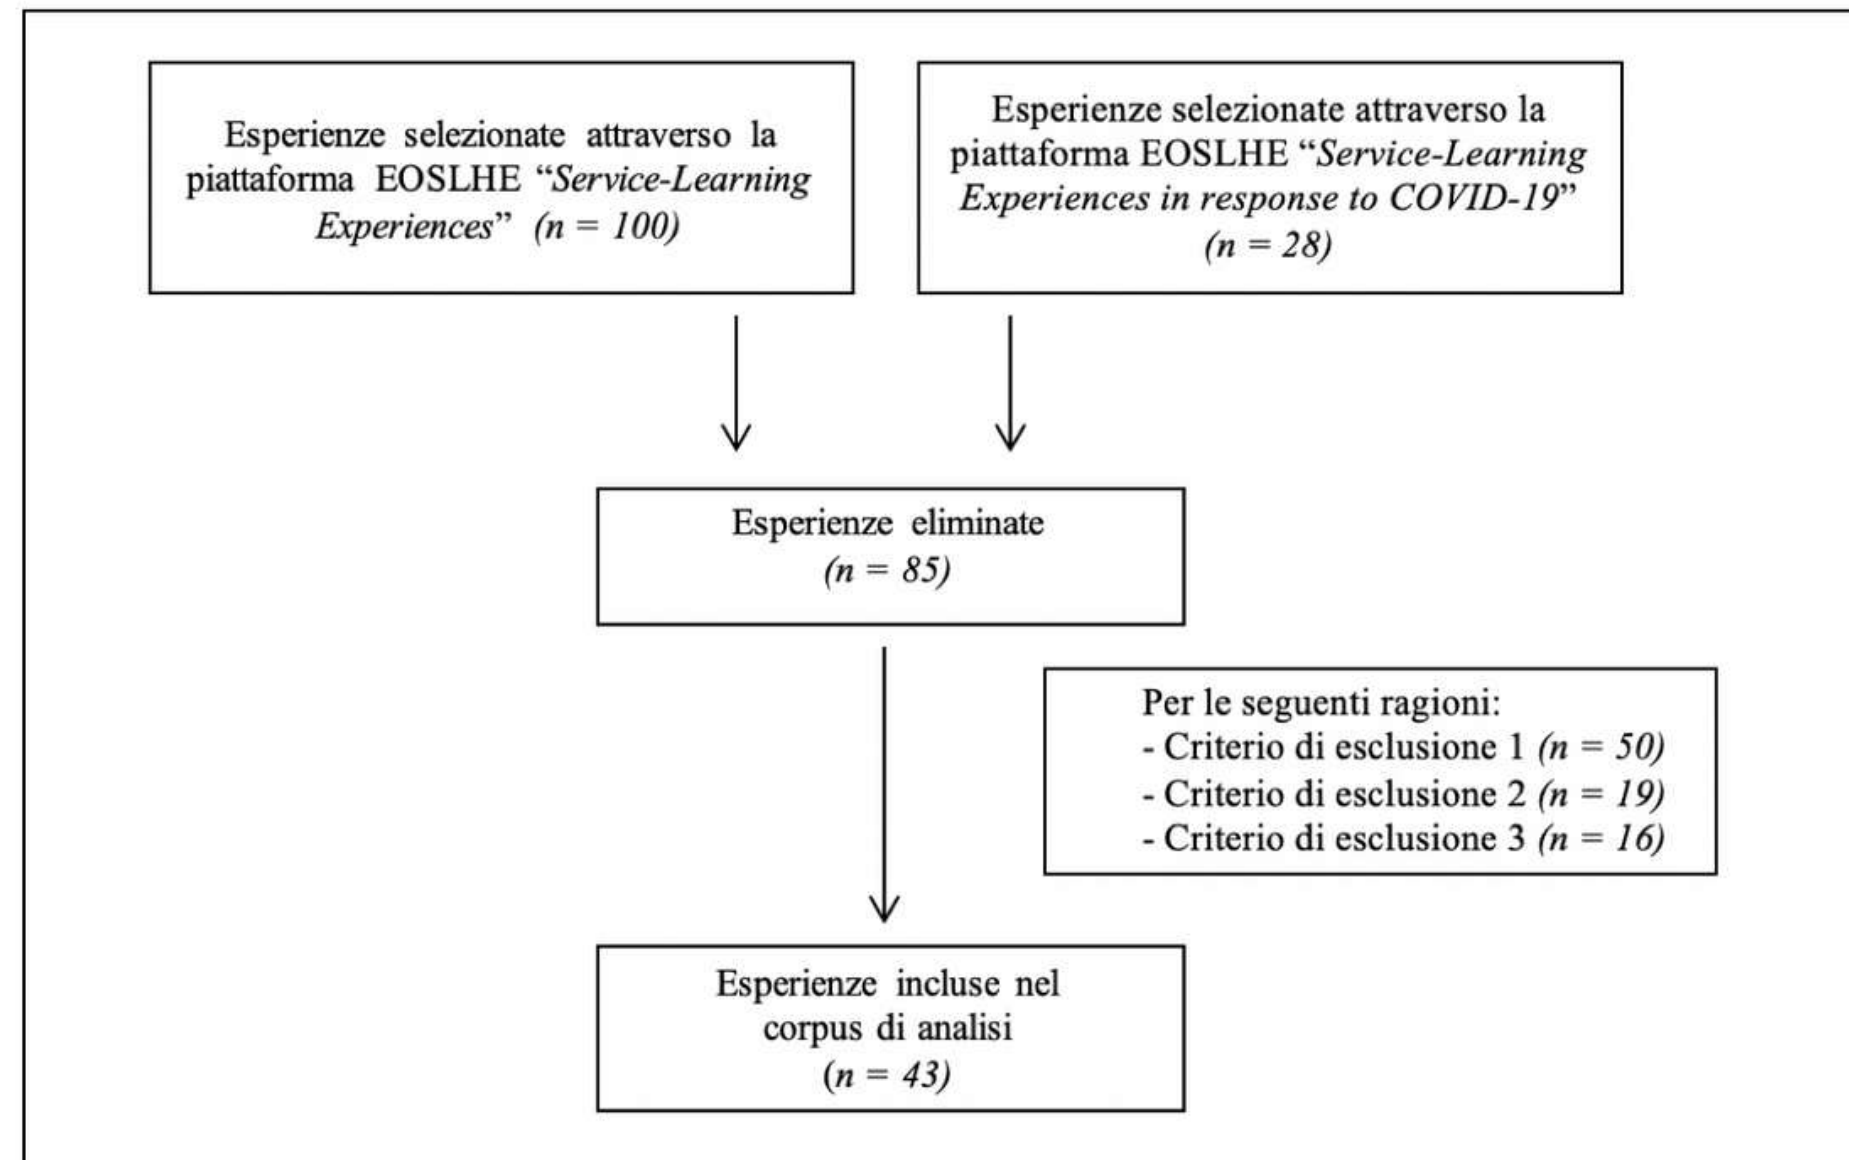 Esperienze selezionate attraverso la
piattaforma EOSLHE “Service-Learning
Experiences” (n = 100)
Esperienze selezionate attraverso la
piattaforma EOSLHE “Service-Learning
Experiences in response to COVID-19”
(n = 28)
Esperienze eliminate
(n = 85)
Per le seguenti ragioni:
- Criterio di esclusione 1 (n = 50)
- Criterio di esclusione 2 (n = 19)
- Criterio di esclusione 3 (n = 16)
Esperienze incluse nel
corpus di analisi
(n = 43)